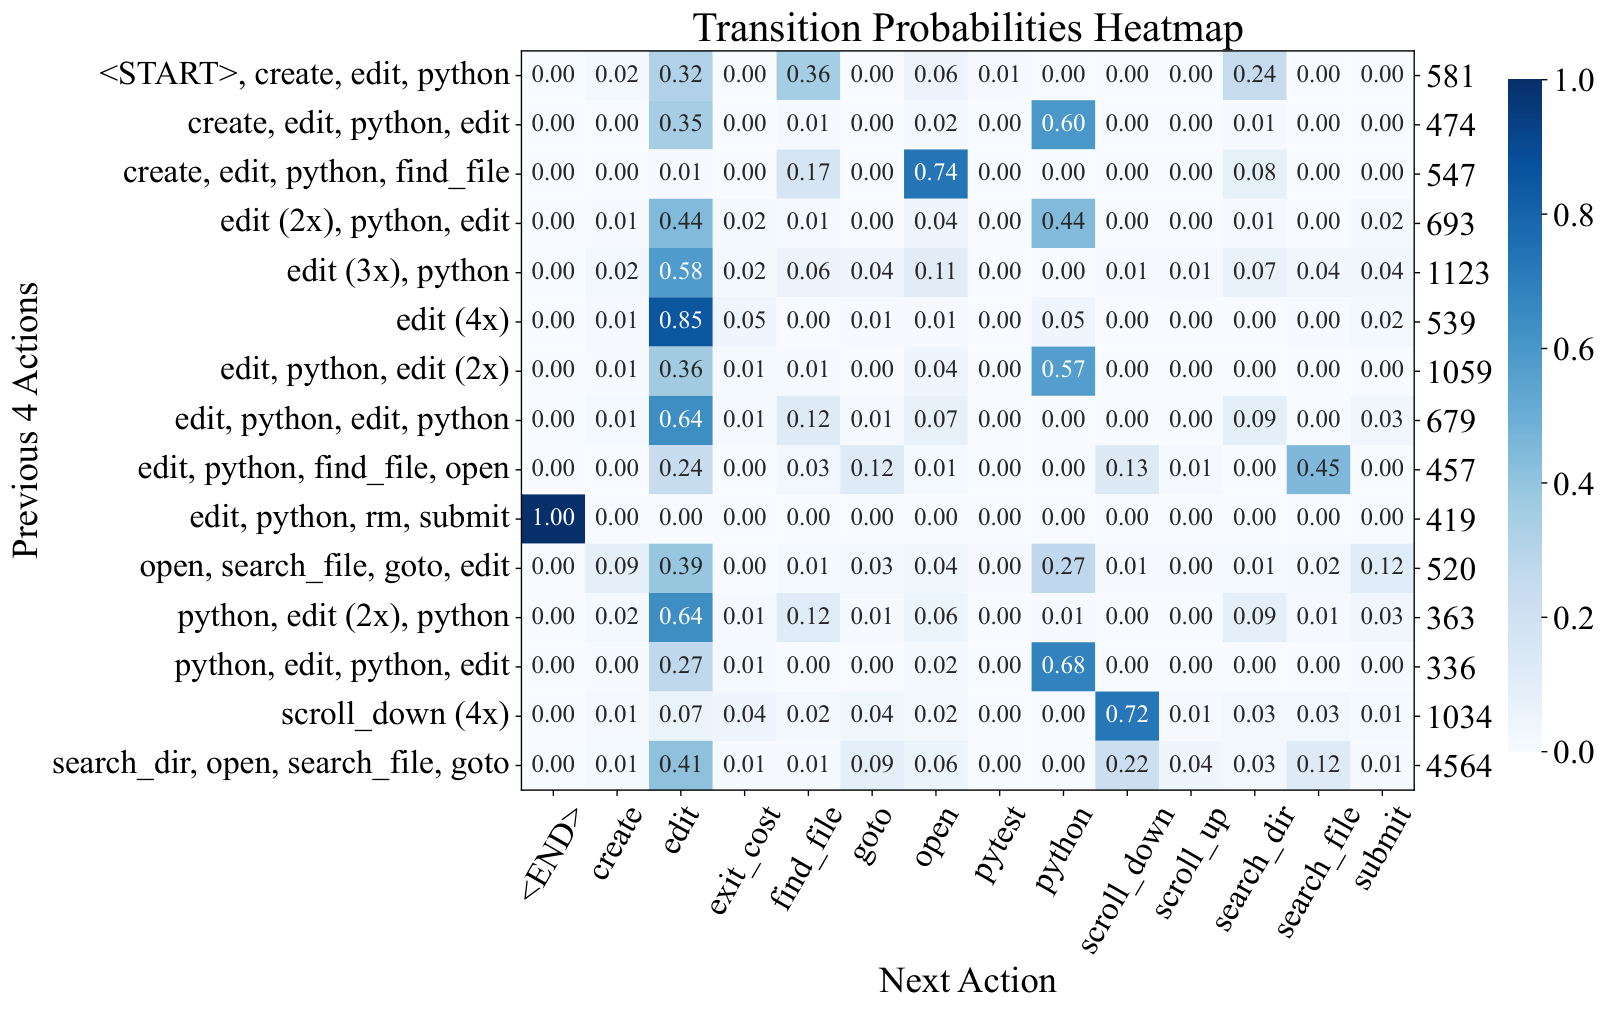 Transition Probabilities Heatmap
<START>, create, edit, python 0.00 0.02 0.32 0.00 0.36 0.00 0.06 0.01 0.00 0.00 0.00 0.24 0.00 0.00 581
create, edit, python, edit 0.00 0.00 0.35 0.00 0.01 0.00 0.02 0.00 0.60 0.00 0.00 0.01 0.00 0.00 474
create, edit, python, find_file 0.00 0.00 0.01 0.00 0.17 0.00 0.74 0.00 0.00 0.00 0.00 0.08 0.00 0.00 547
edit (2x), python, edit 0.00 0.01 0.44 0.02 0.01 0.00 0.04 0.00 0.44 0.00 0.00 0.01 0.00 0.02 693
edit (3x), python 0.00 0.02 0.58 0.02 0.06 0.04 0.11 0.00 0.00 0.01 0.01 0.07 0.04 0.04 1123
edit (4x) 0.00 0.01 0.85 0.05 0.00 0.01 0.01 0.00 0.05 0.00 0.00 0.00 0.00 0.02 539
edit, python, edit (2x) 0.00 0.01 0.36 0.01 0.01 0.00 0.04 0.00 0.57 0.00 0.00 0.00 0.00 0.00 1059
edit, python, edit, python 0.00 0.01 0.64 0.01 0.12 0.01 0.07 0.00 0.00 0.00 0.00 0.09 0.00 0.03 679
edit, python, find_file, open 0.00 0.00 0.24 0.00 0.03 0.12 0.01 0.00 0.00 0.13 0.01 0.00 0.45 0.00 457
edit, python, rm, submit 1.00 0.00 0.00 0.00 0.00 0.00 0.00 0.00 0.00 0.00 0.00 0.00 0.00 0.00 419
open, search_file, goto, edit 0.00 0.09 0.39 0.00 0.01 0.03 0.04 0.00 0.27 0.01 0.00 0.01 0.02 0.12 520
python, edit (2x), python 0.00 0.02 0.64 0.01 0.12 0.01 0.06 0.00 0.01 0.00 0.00 0.09 0.01 0.03 363
python, edit, python, edit 0.00 0.00 0.27 0.01 0.00 0.00 0.02 0.00 0.68 0.00 0.00 0.00 0.00 0.00 336
scroll_down (4x) 0.00 0.01 0.07 0.04 0.02 0.04 0.02 0.00 0.00 0.72 0.01 0.03 0.03 0.01 1034
search_dir, open, search_file, goto 0.00 0.01 0.41 0.01 0.01 0.09 0.06 0.00 0.00 0.22 0.04 0.03 0.12 0.01 4564
<END> create edit exit_cost find_file goto open pytest python scroll_down scroll_up search_dir search_file submit
Next Action
Previous 4 Actions
1.0
0.8
0.6
0.4
0.2
0.0